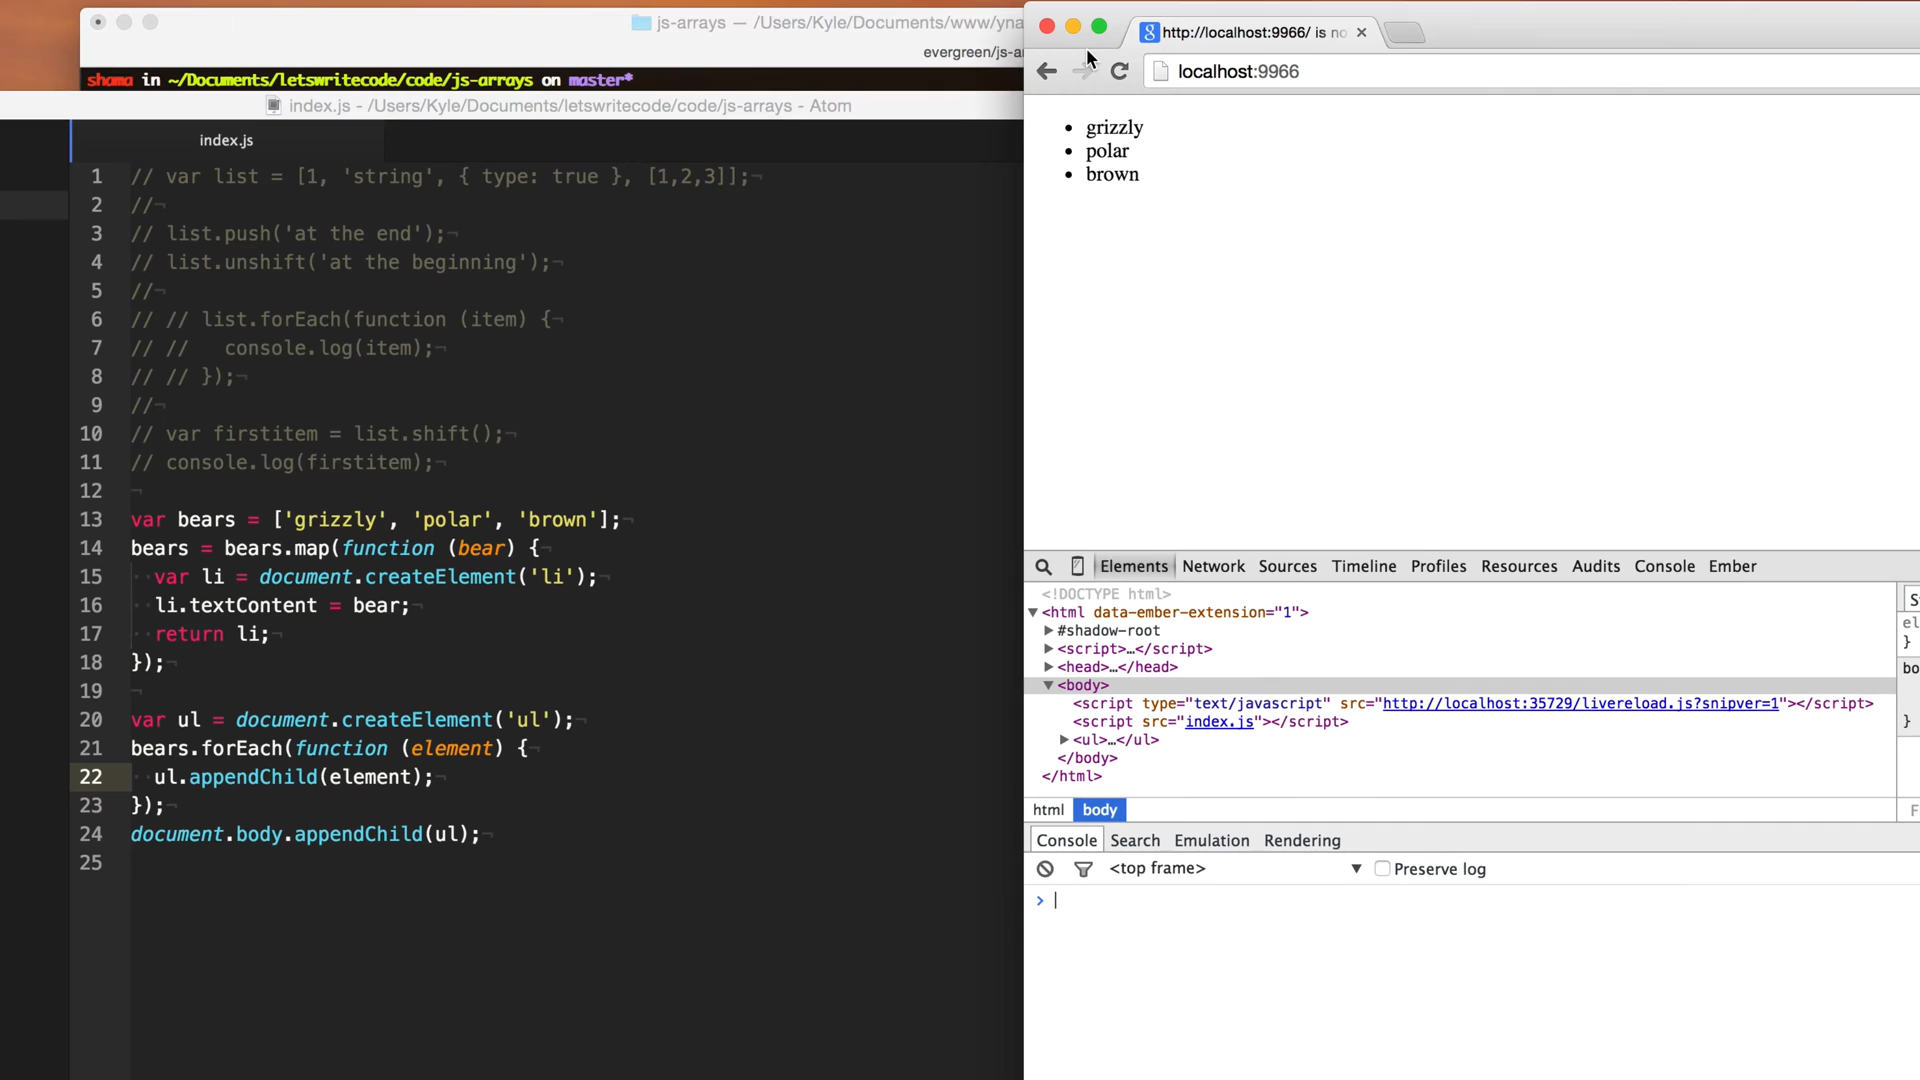 js-arrays — /Users/Kyle/Documents/www/yna
evergreen/js-ar
shama in ~/Documents/letswritecode/code/js-arrays on master*
index.js - /Users/Kyle/Documents/letswritecode/code/js-arrays - Atom
index.js
1 // var list = [1, 'string', { type: true }, [1,2,3]];¬
2 //¬
3 // list.push('at the end');¬
4 // list.unshift('at the beginning');¬
5 //¬
6 // // list.forEach(function (item) {¬
7 // //   console.log(item);¬
8 // // });¬
9 //¬
10 // var firstitem = list.shift();¬
11 // console.log(firstitem);¬
12 ¬
13 var bears = ['grizzly', 'polar', 'brown'];¬
14 bears = bears.map(function (bear) {¬
15 ··var li = document.createElement('li');¬
16 ··li.textContent = bear;¬
17 ··return li;¬
18 });¬
19 ¬
20 var ul = document.createElement('ul');¬
21 bears.forEach(function (element) {¬
22 ··ul.appendChild(element);¬
23 });¬
24 document.body.appendChild(ul);¬
25
http://localhost:9966/ is no
localhost:9966
• grizzly
• polar
• brown
Elements Network Sources Timeline Profiles Resources Audits Console Ember
<!DOCTYPE html>
▼<html data-ember-extension="1">
▶#shadow-root
▶<script>…</script>
▶<head>…</head>
▼<body>
<script type="text/javascript" src="http://localhost:35729/livereload.js?snipver=1"></script>
<script src="index.js"></script>
▶<ul>…</ul>
</body>
</html>
html body
S
el
}
bo
}
F
Console Search Emulation Rendering
<top frame> ▼ Preserve log
>